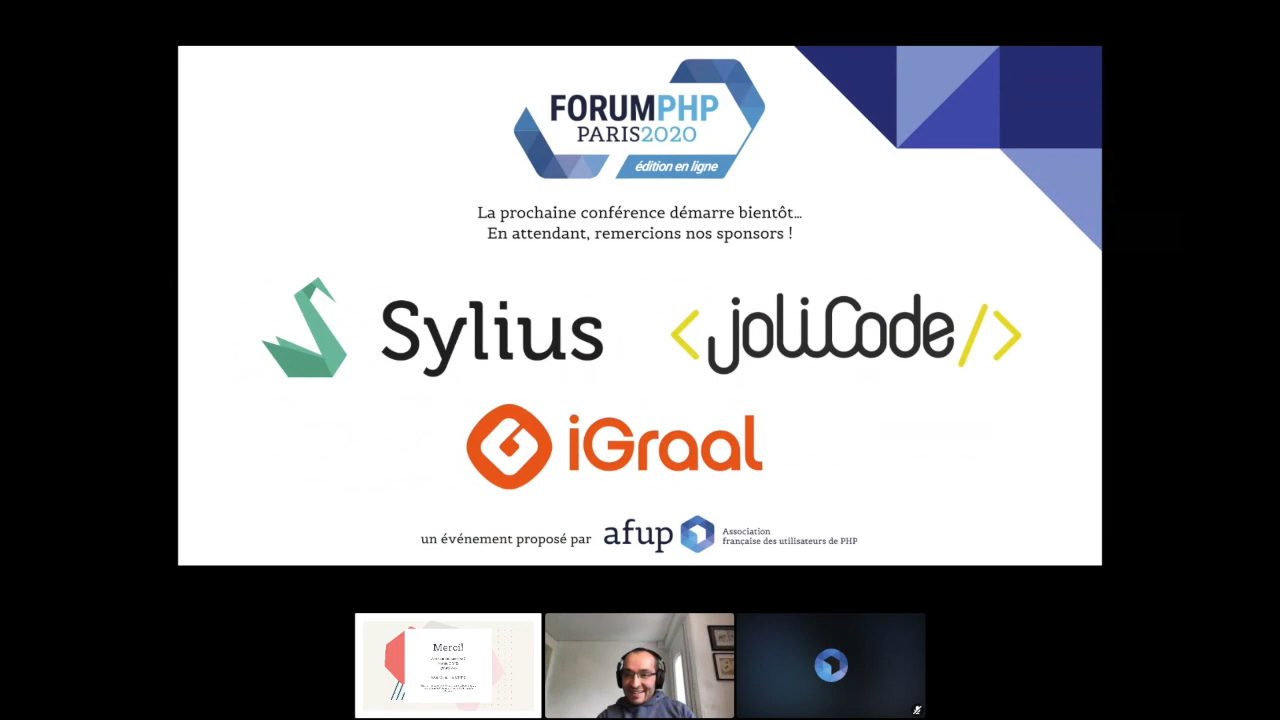 FORUMPHP
PARIS2020
édition en ligne
La prochaine conférence démarre bientôt...
En attendant, remercions nos sponsors !
Sylius
<joliCode/>
iGraal
un événement proposé par
afup
Association
française des utilisateurs de PHP
Merci!